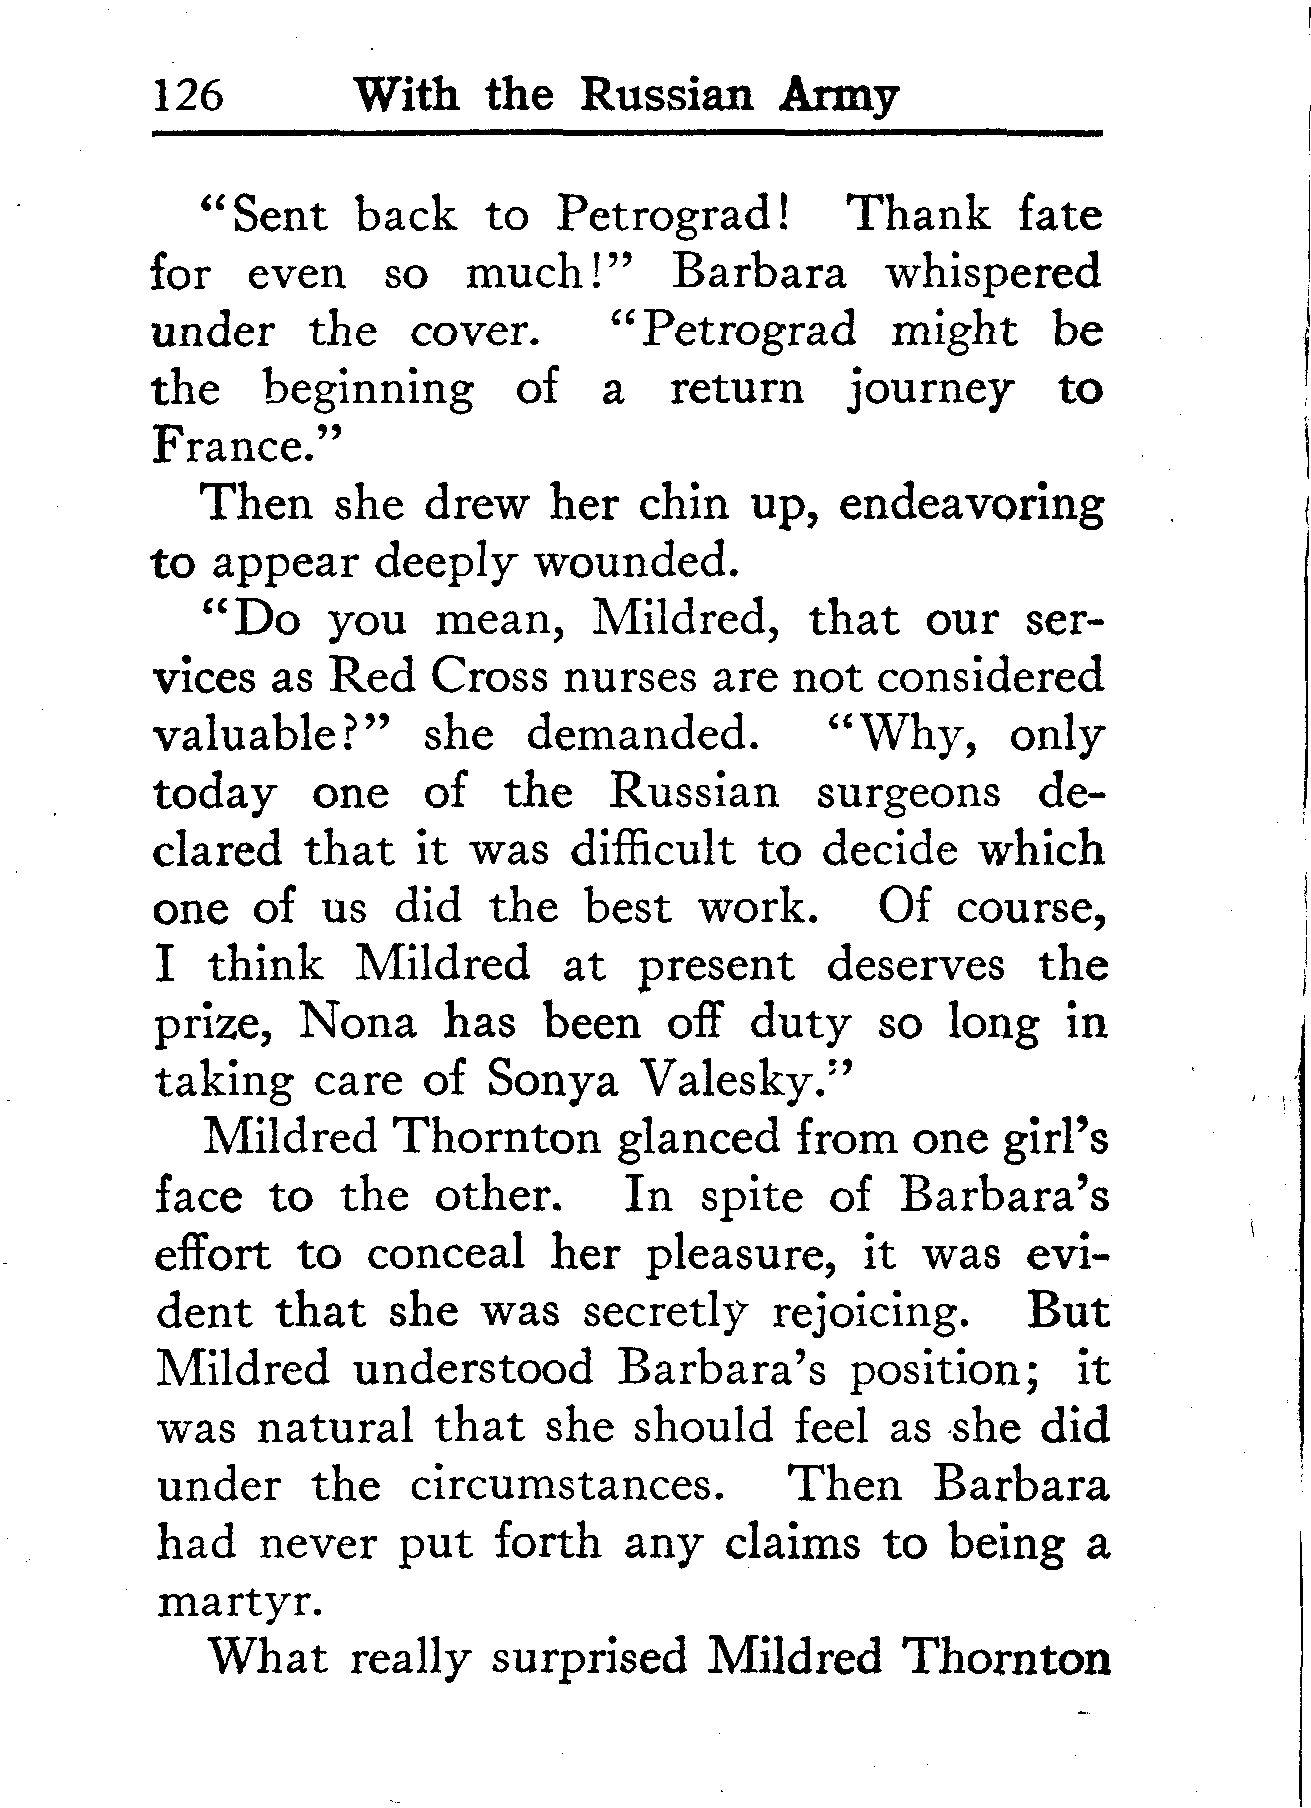 126 With the Russian Army
“Sent back to Petrograd! Thank fate
for even so much!” Barbara whispered
under the cover. “Petrograd might be
the beginning of a return journey to
France.”
Then she drew her chin up, endeavoring
to appear deeply wounded.
“Do you mean, Mildred, that our ser-
vices as Red Cross nurses are not considered
valuable?” she demanded. “Why, only
today one of the Russian surgeons de-
clared that it was difficult to decide which
one of us did the best work. Of course,
I think Mildred at present deserves the
prize, Nona has been off duty so long in
taking care of Sonya Valesky.”
Mildred Thornton glanced from one girl’s
face to the other. In spite of Barbara’s
effort to conceal her pleasure, it was evi-
dent that she was secretly rejoicing. But
Mildred understood Barbara’s position; it
was natural that she should feel as she did
under the circumstances. Then Barbara
had never put forth any claims to being a
martyr.
What really surprised Mildred Thornton